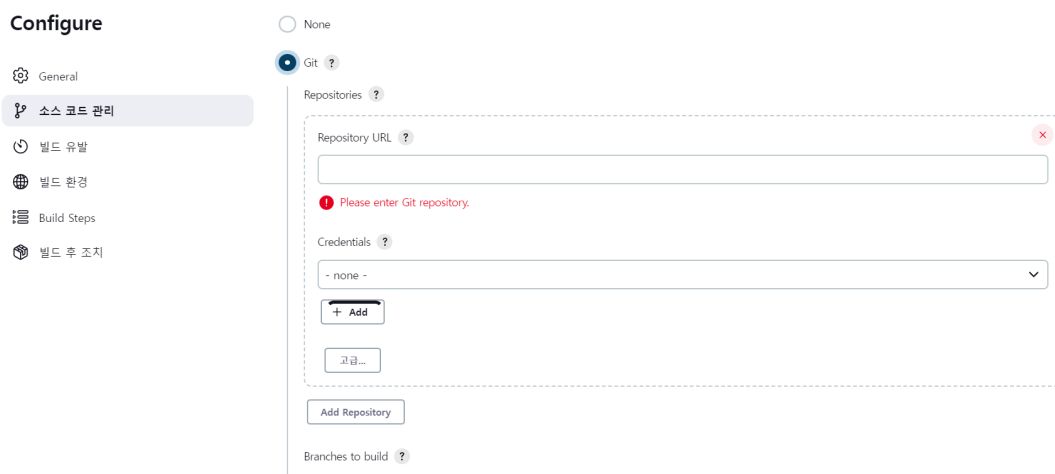 Configure
General
소스 코드 관리
빌드 유발
빌드 환경
Build Steps
빌드 후 조치
None
Git ?
Repositories ?
Repository URL ?
Please enter Git repository.
Credentials ?
- none -
+ Add
고급...
Add Repository
Branches to build ?